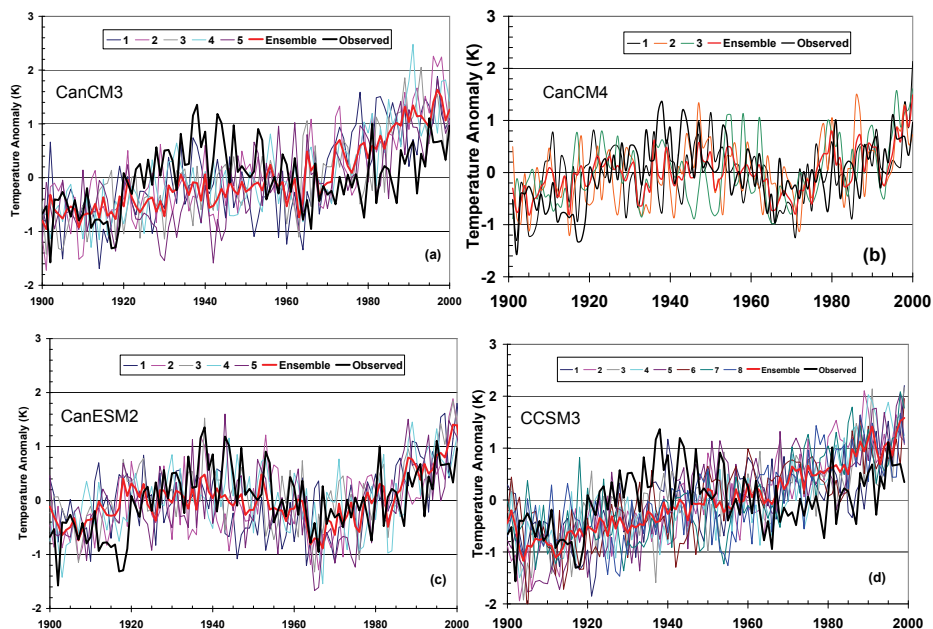 3
2
1
0
-1
-2
Temperature Anomaly (K)
1 2 3 4 5 Ensemble Observed
CanCM3
(a)
1900 1920 1940 1960 1980 2000
3
2
1
0
-1
-2
Temperature Anomaly (K)
1 2 3 Ensemble Observed
CanCM4
(b)
1900 1920 1940 1960 1980 2000
3
2
1
0
-1
-2
Temperature Anomaly (K)
1 2 3 4 5 Ensemble Observed
CanESM2
(c)
1900 1920 1940 1960 1980 2000
3
2
1
0
-1
-2
Temperature Anomaly (K)
1 2 3 4 5 6 7 8 Ensemble Observed
CCSM3
(d)
1900 1920 1940 1960 1980 2000